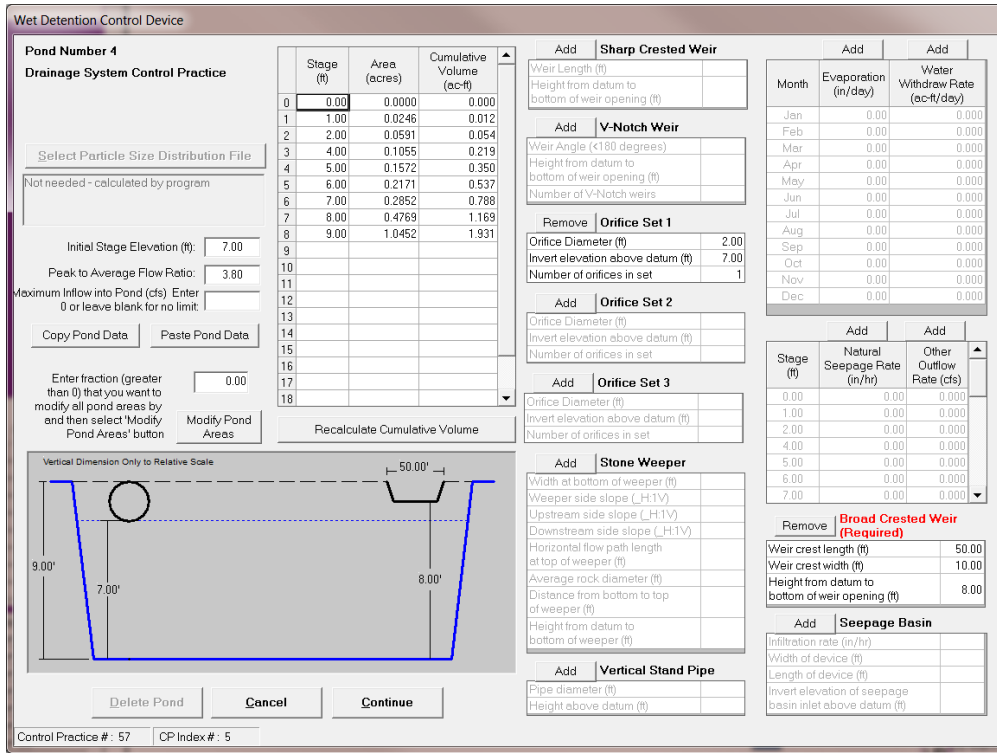 Wet Detention Control Device
Pond Number 4
Drainage System Control Practice
Select Particle Size Distribution File
Not needed - calculated by program
Initial Stage Elevation (ft): 7.00
Peak to Average Flow Ratio: 3.80
Maximum Inflow into Pond (cfs) Enter
0 or leave blank for no limit:
Copy Pond Data Paste Pond Data
Enter fraction (greater 0.00
than 0) that you want to
modify all pond areas by
and then select 'Modify
Pond Areas' button
Modify Pond
Areas
Stage
(ft)
Area
(acres)
Cumulative
Volume
(ac-ft)
0 0.00 0.0000 0.000
1 1.00 0.0246 0.012
2 2.00 0.0591 0.054
3 4.00 0.1055 0.219
4 5.00 0.1572 0.350
5 6.00 0.2171 0.537
6 7.00 0.2852 0.788
7 8.00 0.4769 1.169
8 9.00 1.0452 1.931
9
10
11
12
13
14
15
16
17
18
Recalculate Cumulative Volume
Vertical Dimension Only to Relative Scale
50.00'
9.00'
7.00'
8.00'
Delete Pond Cancel Continue
Control Practice #: 57 CP Index #: 5
Add Sharp Crested Weir
Weir Length (ft)
Height from datum to
bottom of weir opening (ft)
Add V-Notch Weir
Weir Angle (<180 degrees)
Height from datum to
bottom of weir opening (ft)
Number of V-Notch weirs
Remove Orifice Set 1
Orifice Diameter (ft) 2.00
Invert elevation above datum (ft) 7.00
Number of orifices in set 1
Add Orifice Set 2
Orifice Diameter (ft)
Invert elevation above datum (ft)
Number of orifices in set
Add Orifice Set 3
Orifice Diameter (ft)
Invert elevation above datum (ft)
Number of orifices in set
Add Stone Weeper
Width at bottom of weeper (ft)
Weeper side slope (_H:1V)
Upstream side slope (_H:1V)
Downstream side slope (_H:1V)
Horizontal flow path length
at top of weeper (ft)
Average rock diameter (ft)
Distance from bottom to top
of weeper (ft)
Height from datum to
bottom of weeper (ft)
Add Vertical Stand Pipe
Pipe diameter (ft)
Height above datum (ft)
Add Add
Month
Evaporation
(in/day)
Water
Withdraw Rate
(ac-ft/day)
Jan 0.00 0.000
Feb 0.00 0.000
Mar 0.00 0.000
Apr 0.00 0.000
May 0.00 0.000
Jun 0.00 0.000
Jul 0.00 0.000
Aug 0.00 0.000
Sep 0.00 0.000
Oct 0.00 0.000
Nov 0.00 0.000
Dec 0.00 0.000
Add Add
Stage
(ft)
Natural
Seepage Rate
(in/hr)
Other
Outflow
Rate (cfs)
0.00 0.00 0.000
1.00 0.00 0.000
2.00 0.00 0.000
4.00 0.00 0.000
5.00 0.00 0.000
6.00 0.00 0.000
7.00 0.00 0.000
Remove Broad Crested Weir
(Required)
Weir crest length (ft) 50.00
Weir crest width (ft) 10.00
Height from datum to
bottom of weir opening (ft) 8.00
Add Seepage Basin
Infiltration rate (in/hr)
Width of device (ft)
Length of device (ft)
Invert elevation of seepage
basin inlet above datum (ft)